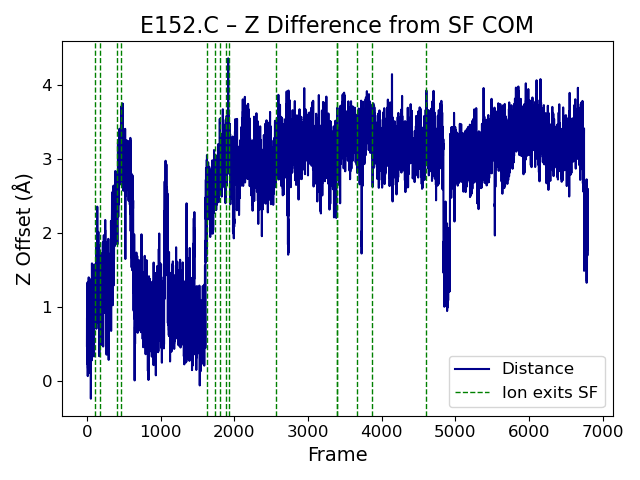 E152.C – Z Difference from SF COM
Z Offset (Å)
4
3
2
1
0
Distance
Ion exits SF
0 1000 2000 3000 4000 5000 6000 7000
Frame